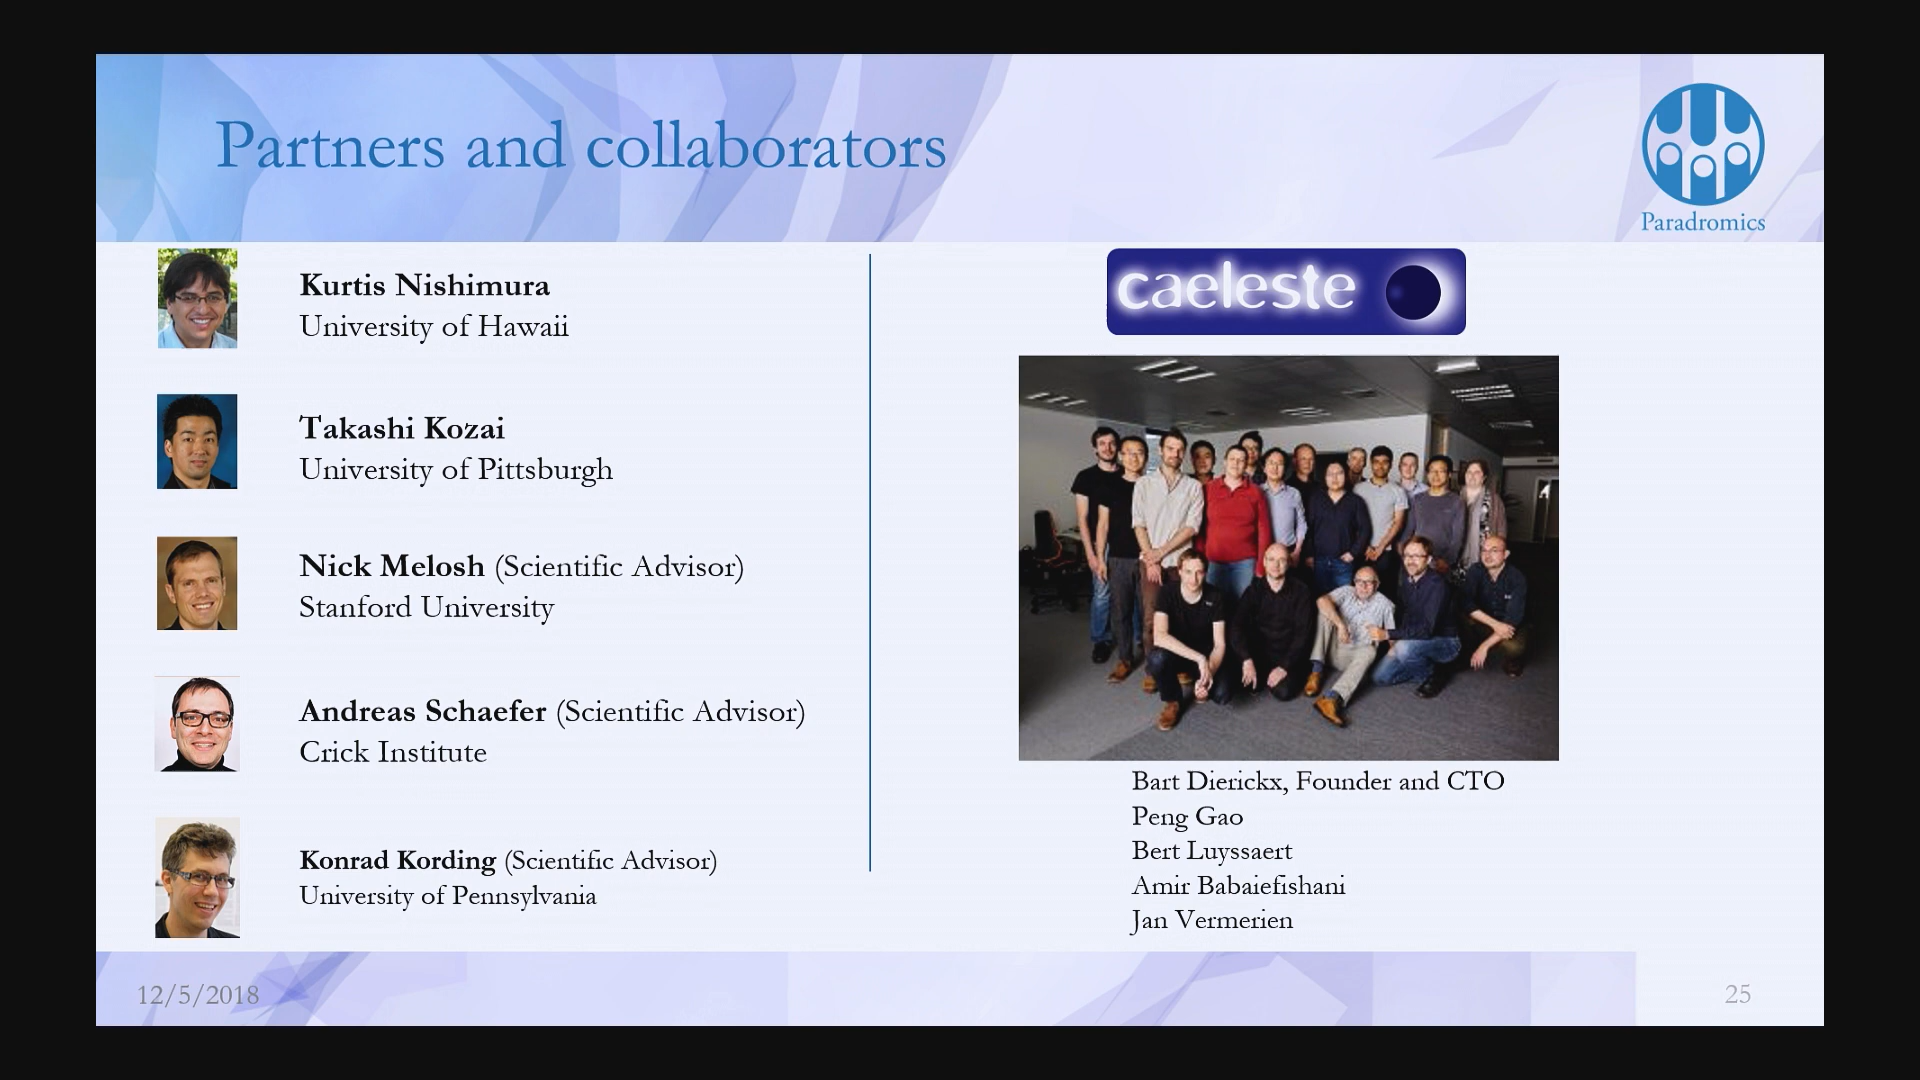 Partners and collaborators
Paradromics
Kurtis Nishimura
University of Hawaii
Takashi Kozai
University of Pittsburgh
Nick Melosh (Scientific Advisor)
Stanford University
Andreas Schaefer (Scientific Advisor)
Crick Institute
Konrad Kording (Scientific Advisor)
University of Pennsylvania
caeleste
Bart Dierickx, Founder and CTO
Peng Gao
Bert Luyssaert
Amir Babaiefishani
Jan Vermerien
12/5/2018
25